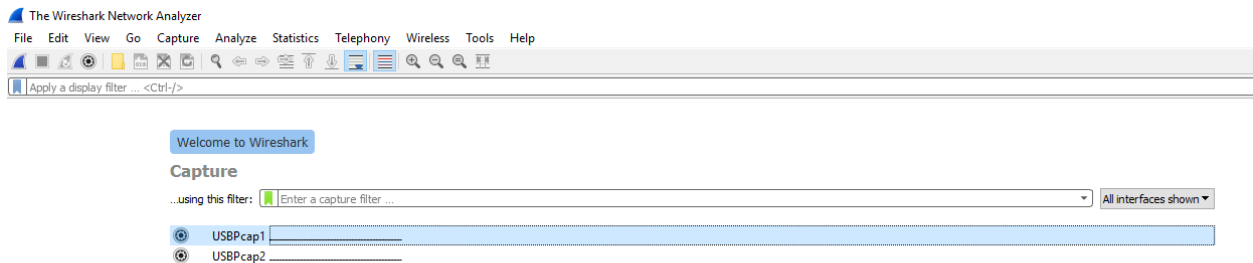 The Wireshark Network Analyzer
File Edit View Go Capture Analyze Statistics Telephony Wireless Tools Help
Apply a display filter ... <Ctrl-/>
Welcome to Wireshark
Capture
...using this filter: Enter a capture filter ... All interfaces shown
USBPcap1
USBPcap2